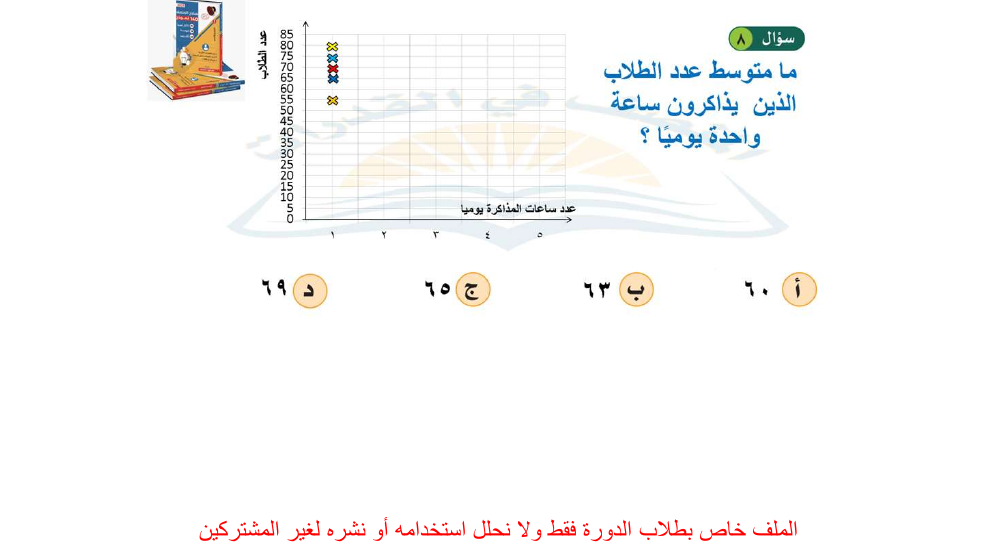 سؤال ٨
ما متوسط عدد الطلاب
الذين يذاكرون ساعة
واحدة يوميًا ؟
عدد الطلاب
85
80
75
70
65
60
55
50
45
40
35
30
25
20
15
10
5
0
عدد ساعات المذاكرة يوميا
١ ٢ ٣ ٤ ٥
أ ٦٠
ب ٦٣
ج ٦٥
د ٦٩
الملف خاص بطلاب الدورة فقط ولا نحلل استخدامه أو نشره لغير المشتركين